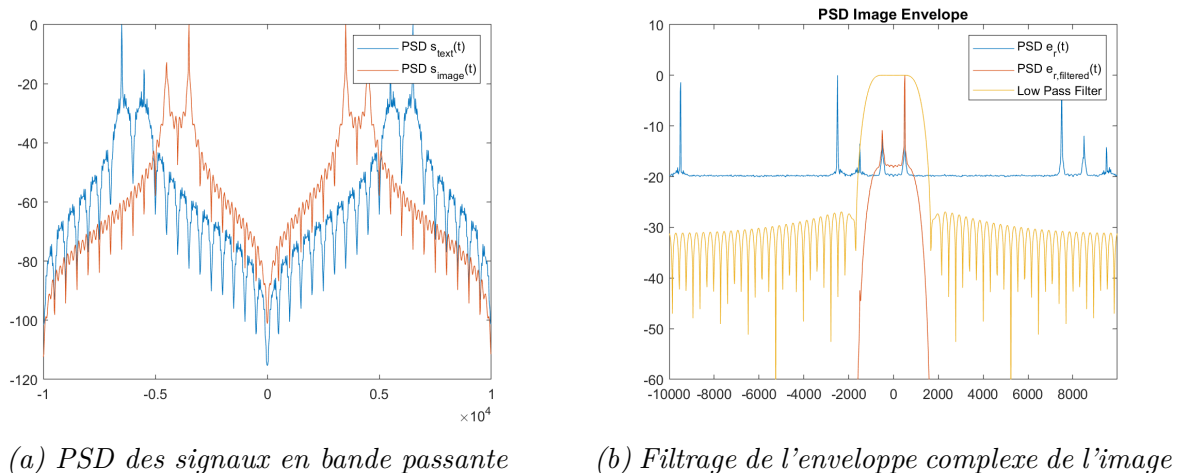 PSD s_text(t)
PSD s_image(t)
0
-20
-40
-60
-80
-100
-120
-1
-0.5
0
0.5
1
×10^4
(a) PSD des signaux en bande passante
PSD Image Envelope
PSD e_r(t)
PSD e_r,filtered(t)
Low Pass Filter
10
0
-10
-20
-30
-40
-50
-60
-10000 -8000 -6000 -4000 -2000 0 2000 4000 6000 8000
(b) Filtrage de l'enveloppe complexe de l'image